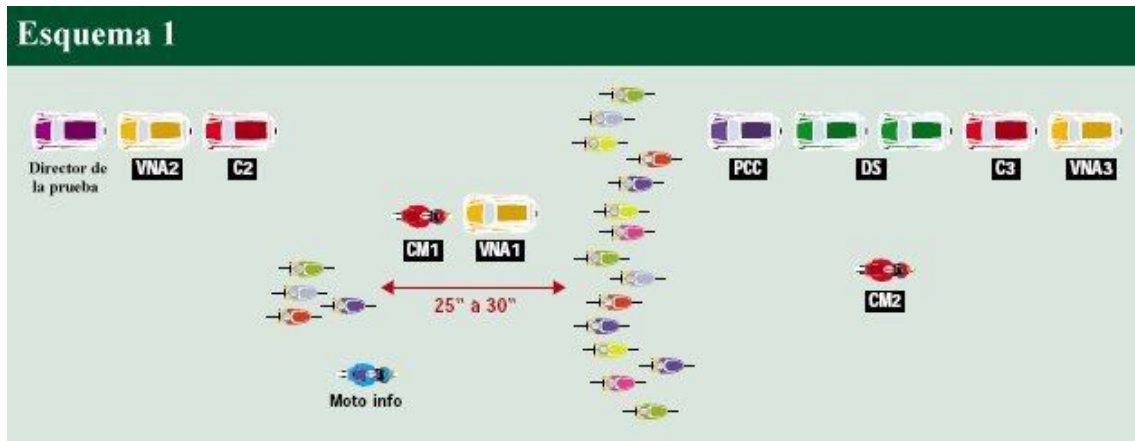 Esquema 1
Director de
la prueba
VNA2
C2
PCC
DS
C3
VNA3
CM1
VNA1
25" à 30"
CM2
Moto info